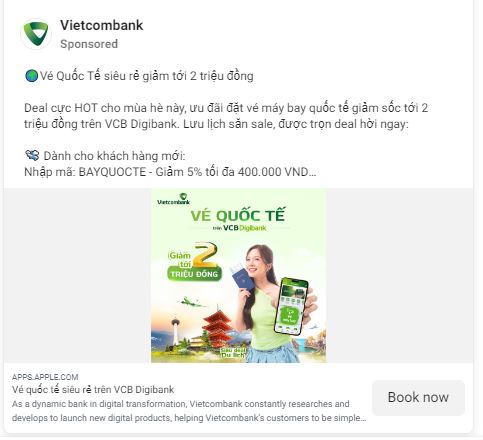 Vietcombank
Sponsored
Vé Quốc Tế siêu rẻ giảm tới 2 triệu đồng
Deal cực HOT cho mùa hè này, ưu đãi đặt vé máy bay quốc tế giảm sốc tới 2
triệu đồng trên VCB Digibank. Lưu lịch săn sale, được trọn deal hời ngay:
Dành cho khách hàng mới:
Nhập mã: BAYQUOCTE - Giảm 5% tối đa 400.000 VND...
Vietcombank
VÉ QUỐC TẾ
trên VCB Digibank
Giảm
tới 2
TRIỆU ĐỒNG
Sâu deal
Du lịch
APPS.APPLE.COM
Vé quốc tế siêu rẻ trên VCB Digibank
As a dynamic bank in digital transformation, Vietcombank constantly researches and
develops to launch new digital products, helping Vietcombank's customers to be simple...
Book now